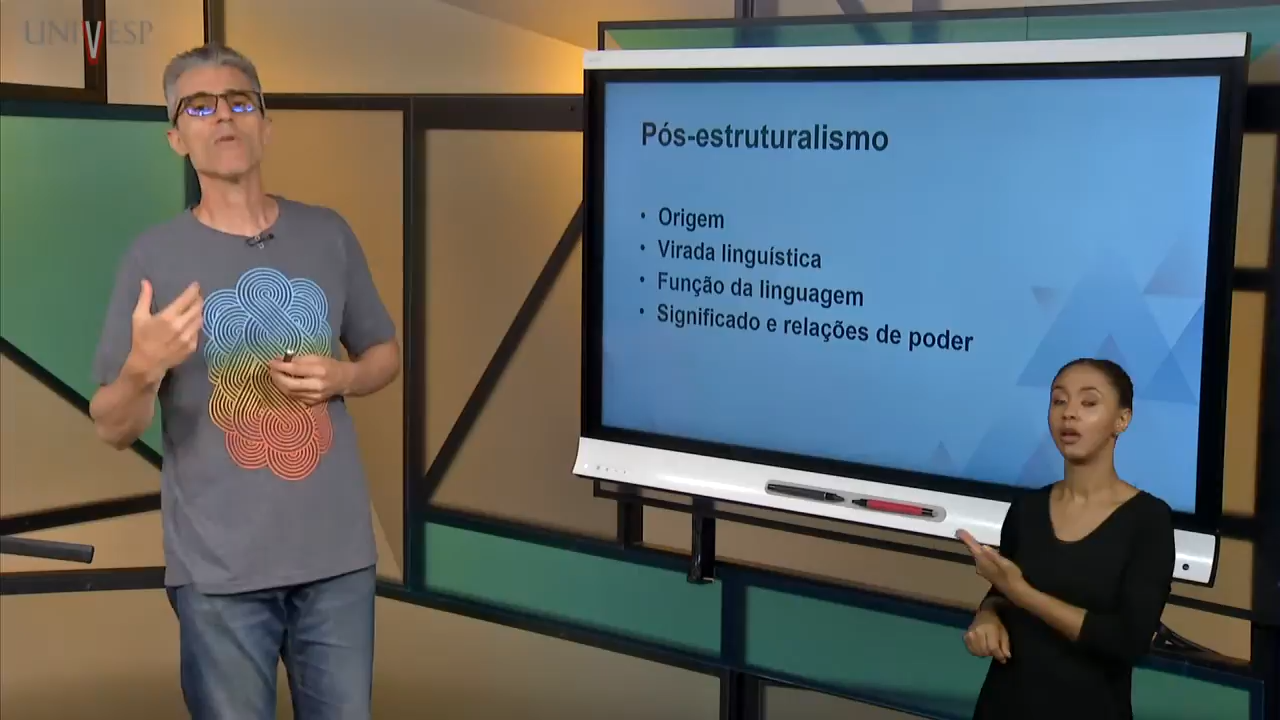 UNIVESP
Pós-estruturalismo
• Origem
• Virada linguística
• Função da linguagem
• Significado e relações de poder